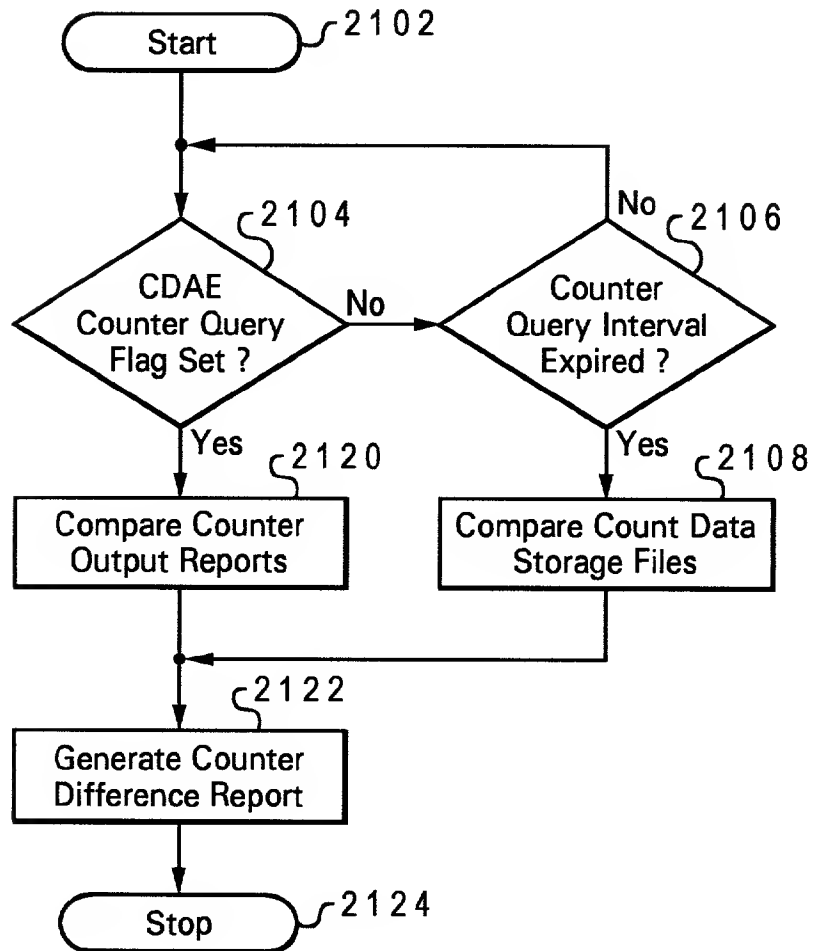 Start
2102
2104
CDAE
Counter Query
Flag Set ?
No
No
2106
Counter
Query Interval
Expired ?
Yes
2120
Compare Counter
Output Reports
Yes
2108
Compare Count Data
Storage Files
2122
Generate Counter
Difference Report
Stop
2124